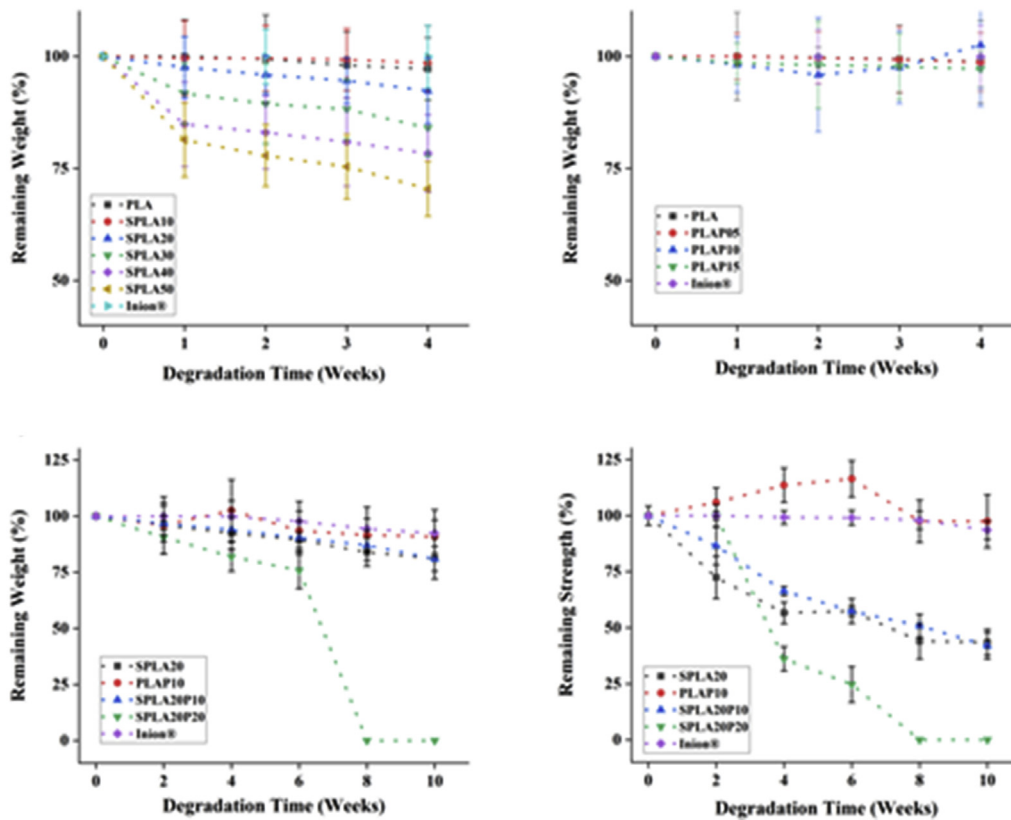 Remaining Weight (%)
100
75
50
PLA
SPLA10
SPLA20
SPLA30
SPLA40
SPLA50
Inion®
0 1 2 3 4
Degradation Time (Weeks)
Remaining Weight (%)
100
75
50
PLA
PLAP05
PLAP10
PLAP15
Inion®
0 1 2 3 4
Degradation Time (Weeks)
Remaining Weight (%)
125
100
75
50
25
0
SPLA20
PLAP10
SPLA20P10
SPLA20P20
Inion®
0 2 4 6 8 10
Degradation Time (Weeks)
Remaining Strength (%)
125
100
75
50
25
0
SPLA20
PLAP10
SPLA20P10
SPLA20P20
Inion®
0 2 4 6 8 10
Degradation Time (Weeks)